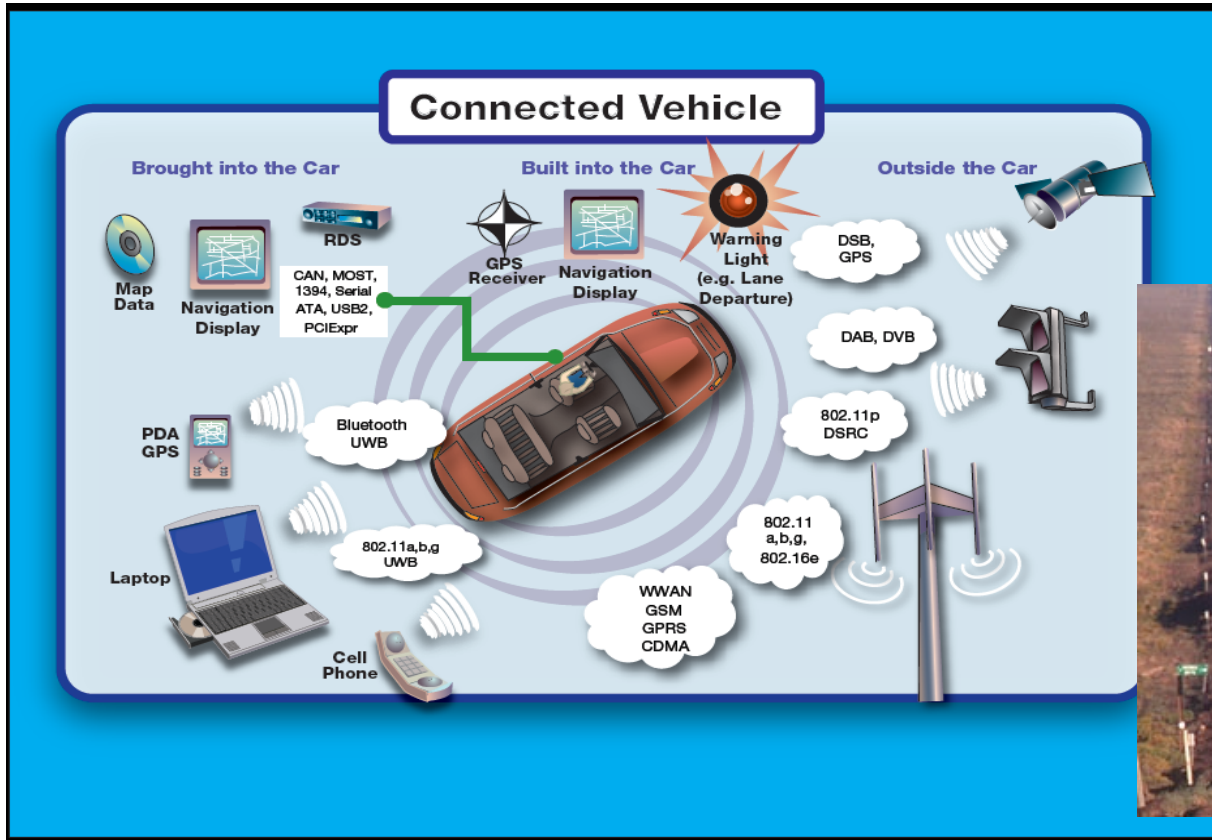 Connected Vehicle
Brought into the Car
Map
Data
Navigation
Display
RDS
CAN, MOST,
1394, Serial
ATA, USB2,
PCIExpr
PDA
GPS
Bluetooth
UWB
Laptop
802.11a,b,g
UWB
Cell
Phone
Built into the Car
GPS
Receiver
Navigation
Display
Warning
Light
(e.g. Lane
Departure)
Outside the Car
DSB,
GPS
DAB, DVB
802.11p
DSRC
802.11
a,b,g,
802.16e
WWAN
GSM
GPRS
CDMA